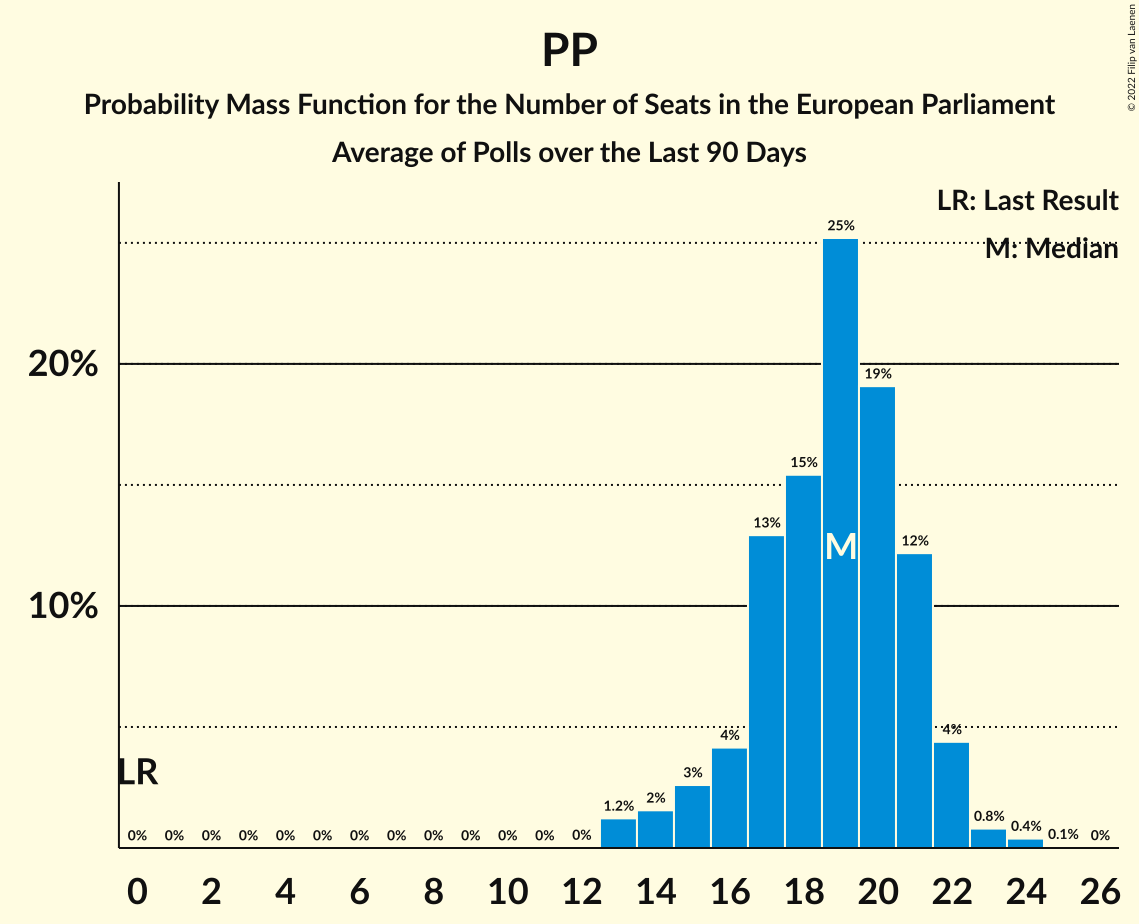 PP
Probability Mass Function for the Number of Seats in the European Parliament
Average of Polls over the Last 90 Days
© 2022 Filip van Laenen
LR: Last Result
M: Median
20%
10%
LR
M
0% 0% 0% 0% 0% 0% 0% 0% 0% 0% 0% 0% 0% 1.2% 2% 3% 4% 13% 15% 25% 19% 12% 4% 0.8% 0.4% 0.1% 0%
0 2 4 6 8 10 12 14 16 18 20 22 24 26